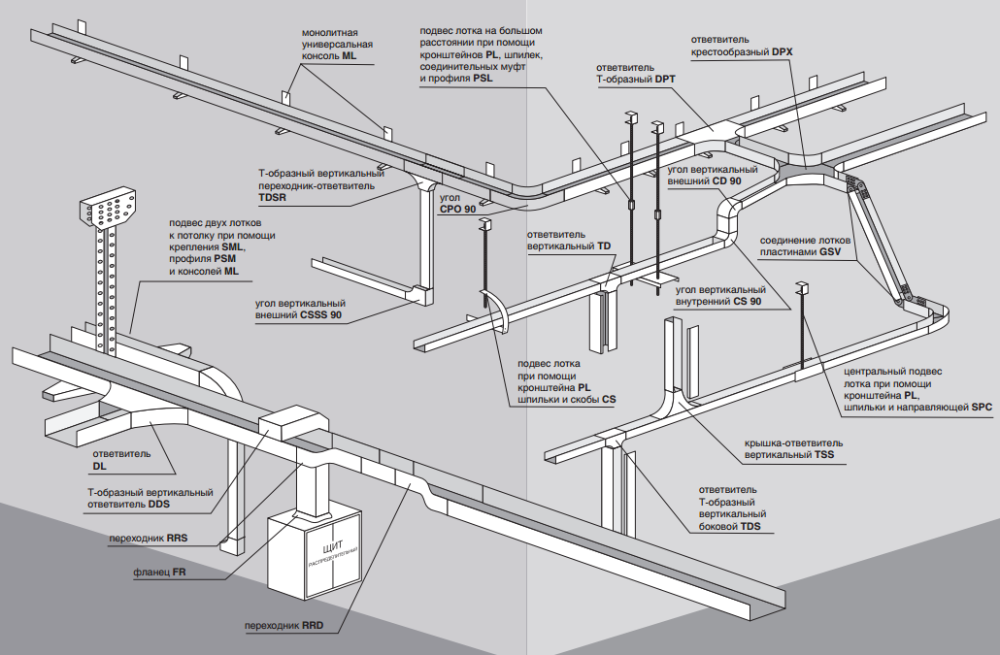 монолитная
универсальная
консоль ML
подвес лотка на большом
расстоянии при помощи
кронштейнов PL, шпилек,
соединительных муфт
и профиля PSL
ответвитель
крестообразный DPX
ответвитель
Т-образный DPT
Т-образный вертикальный
переходник-ответвитель
TDSR
угол
CPO 90
угол вертикальный
внешний CD 90
подвес двух лотков
к потолку при помощи
крепления SML,
профиля PSM
и консолей ML
ответвитель
вертикальный TD
соединение лотков
пластинами GSV
угол вертикальный
внешний CSSS 90
угол вертикальный
внутренний CS 90
подвес лотка
при помощи
кронштейна PL
шпильки и скобы CS
центральный подвес
лотка при помощи
кронштейна PL,
шпильки и направляющей SPC
ответвитель
DL
крышка-ответвитель
вертикальный TSS
Т-образный вертикальный
ответвитель DDS
ответвитель
Т-образный
вертикальный
боковой TDS
переходник RRS
ЩИТ
РАСПРЕДЕЛИТЕЛЬНЫЙ
фланец FR
переходник RRD